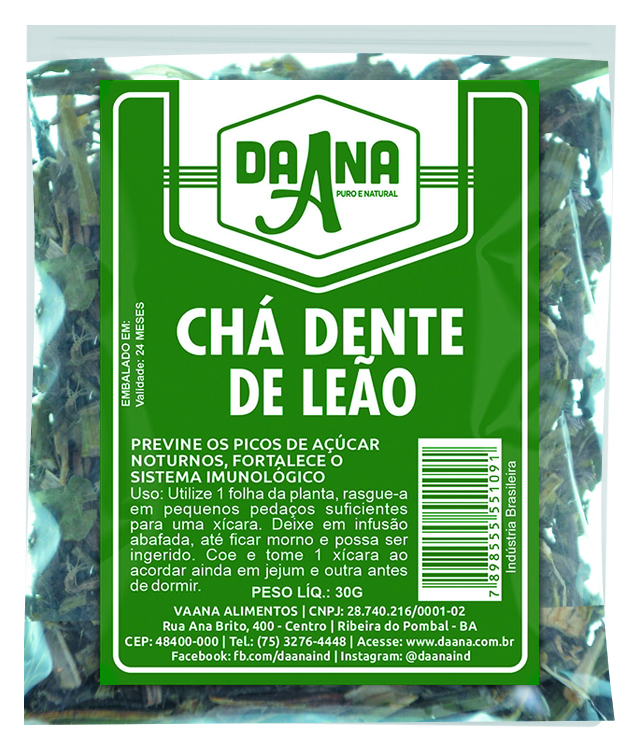 DAANA
PURO E NATURAL
CHÁ DENTE
DE LEÃO
EMBALADO EM:
Validade: 24 MESES
PREVINE OS PICOS DE AÇÚCAR
NOTURNOS, FORTALECE O
SISTEMA IMUNOLÓGICO
Uso: Utilize 1 folha da planta, rasgue-a
em pequenos pedaços suficientes
para uma xícara. Deixe em infusão
abafada, até ficar morno e possa ser
ingerido. Coe e tome 1 xícara ao
acordar ainda em jejum e outra antes
de dormir.
PESO LÍQ.: 30G
7 898555 551091
Indústria Brasileira
VAANA ALIMENTOS | CNPJ: 28.740.216/0001-02
Rua Ana Brito, 400 - Centro | Ribeira do Pombal - BA
CEP: 48400-000 | Tel.: (75) 3276-4448 | Acesse: www.daana.com.br
Facebook: fb.com/daanaind | Instagram: @daanaind